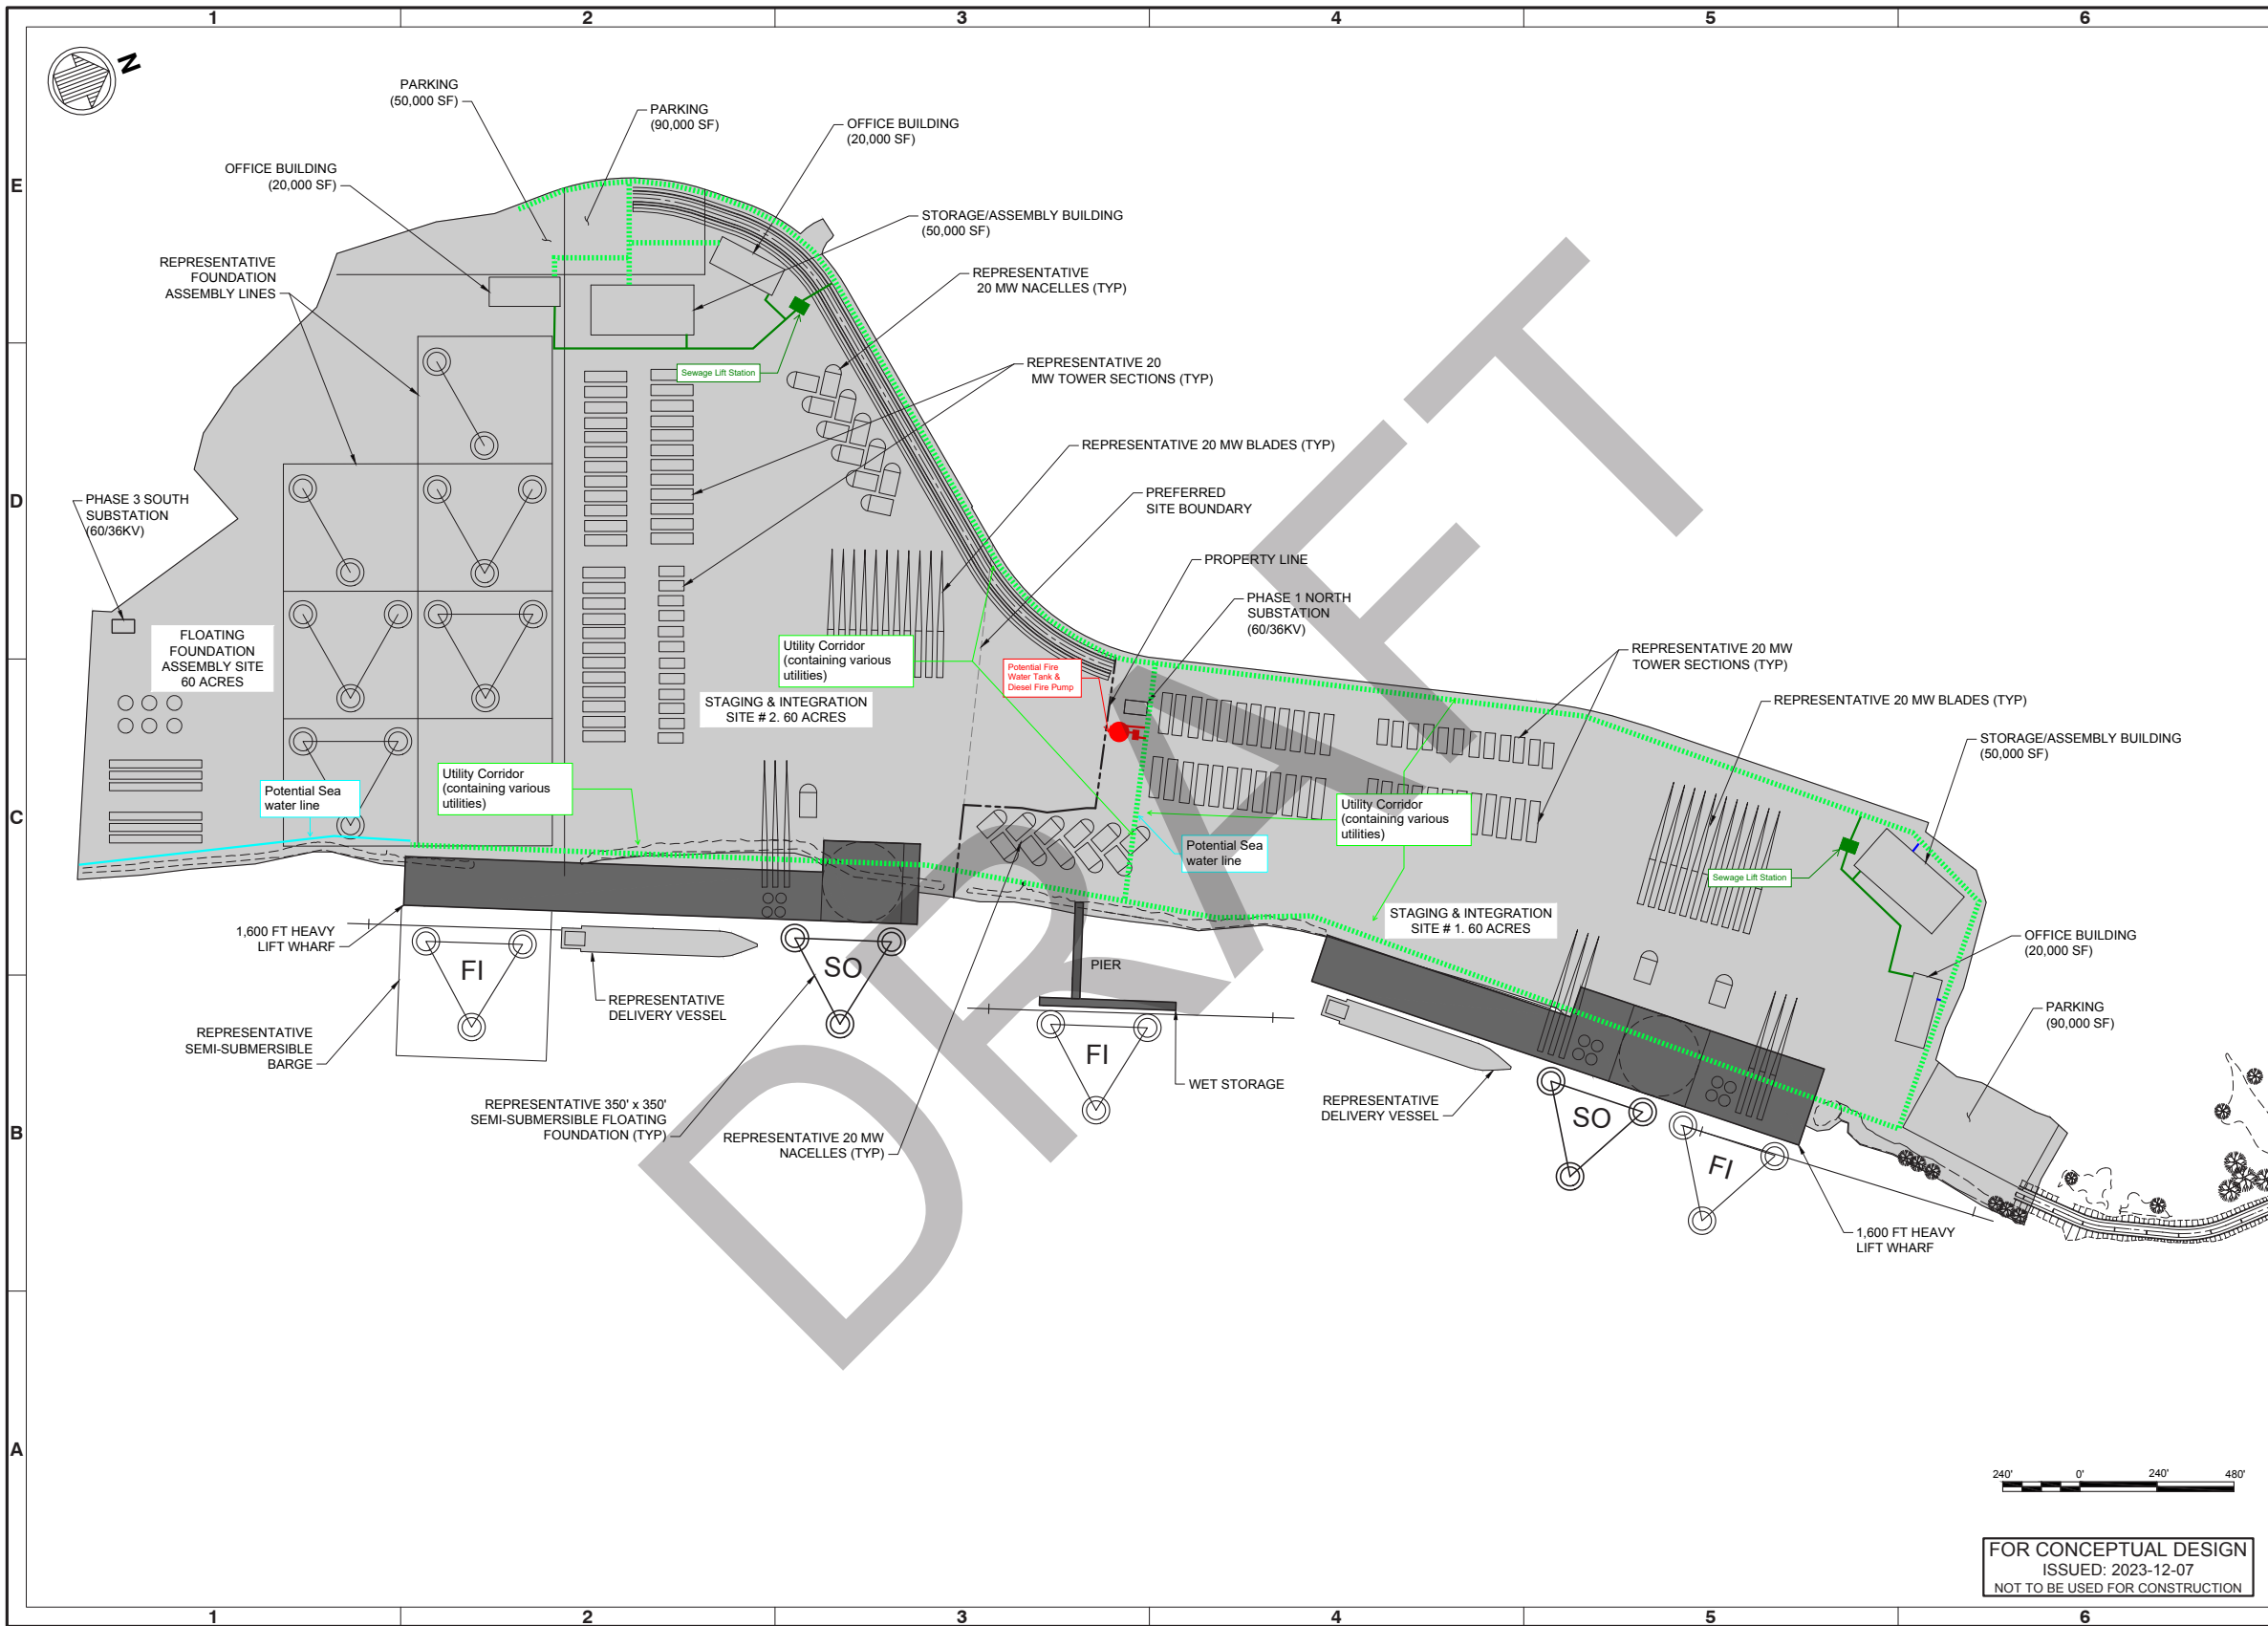 1 2 3 4 5 6
N
PARKING
(50,000 SF)
PARKING
(90,000 SF)
OFFICE BUILDING
(20,000 SF)
OFFICE BUILDING
(20,000 SF)
E
STORAGE/ASSEMBLY BUILDING
(50,000 SF)
REPRESENTATIVE
FOUNDATION
ASSEMBLY LINES
REPRESENTATIVE
20 MW NACELLES (TYP)
Sewage Lift Station
REPRESENTATIVE 20
MW TOWER SECTIONS (TYP)
REPRESENTATIVE 20 MW BLADES (TYP)
D
PHASE 3 SOUTH
SUBSTATION
(60/36KV)
PREFERRED
SITE BOUNDARY
PROPERTY LINE
PHASE 1 NORTH
SUBSTATION
(60/36KV)
FLOATING
FOUNDATION
ASSEMBLY SITE
60 ACRES
Utility Corridor
(containing various
utilities)
Potential Fire
Water Tank &
Diesel Fire Pump
REPRESENTATIVE 20 MW
TOWER SECTIONS (TYP)
STAGING & INTEGRATION
SITE # 2. 60 ACRES
REPRESENTATIVE 20 MW BLADES (TYP)
STORAGE/ASSEMBLY BUILDING
(50,000 SF)
C
Potential Sea
water line
Utility Corridor
(containing various
utilities)
Utility Corridor
(containing various
utilities)
Potential Sea
water line
Sewage Lift Station
STAGING & INTEGRATION
SITE # 1. 60 ACRES
1,600 FT HEAVY
LIFT WHARF
OFFICE BUILDING
(20,000 SF)
FI
SO
PIER
REPRESENTATIVE
DELIVERY VESSEL
PARKING
(90,000 SF)
REPRESENTATIVE
SEMI-SUBMERSIBLE
BARGE
FI
WET STORAGE
REPRESENTATIVE
DELIVERY VESSEL
SO
REPRESENTATIVE 350' x 350'
SEMI-SUBMERSIBLE FLOATING
FOUNDATION (TYP)
B
REPRESENTATIVE 20 MW
NACELLES (TYP)
FI
1,600 FT HEAVY
LIFT WHARF
DRAFT
A
240' 0' 240' 480'
FOR CONCEPTUAL DESIGN
ISSUED: 2023-12-07
NOT TO BE USED FOR CONSTRUCTION
1 2 3 4 5 6